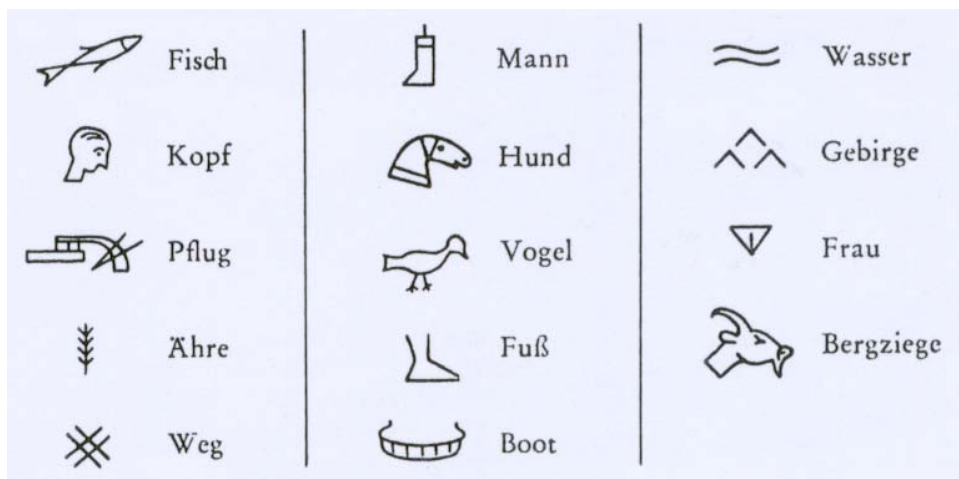 Fisch
Kopf
Pflug
Ähre
Weg
Mann
Hund
Vogel
Fuß
Boot
Wasser
Gebirge
Frau
Bergziege